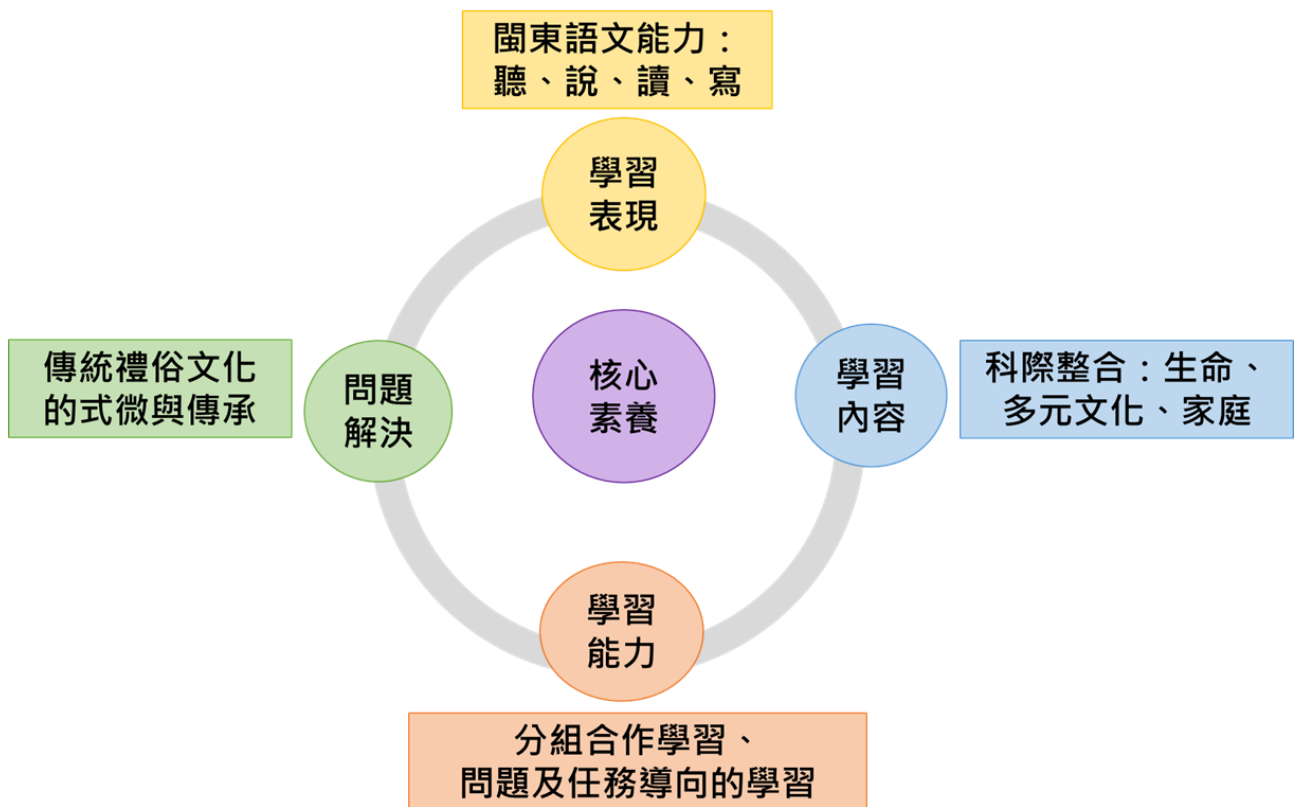 閩東語文能力：
聽、說、讀、寫
學習
表現
傳統禮俗文化
的式微與傳承
問題
解決
核心
素養
學習
內容
科際整合：生命、
多元文化、家庭
學習
能力
分組合作學習、
問題及任務導向的學習